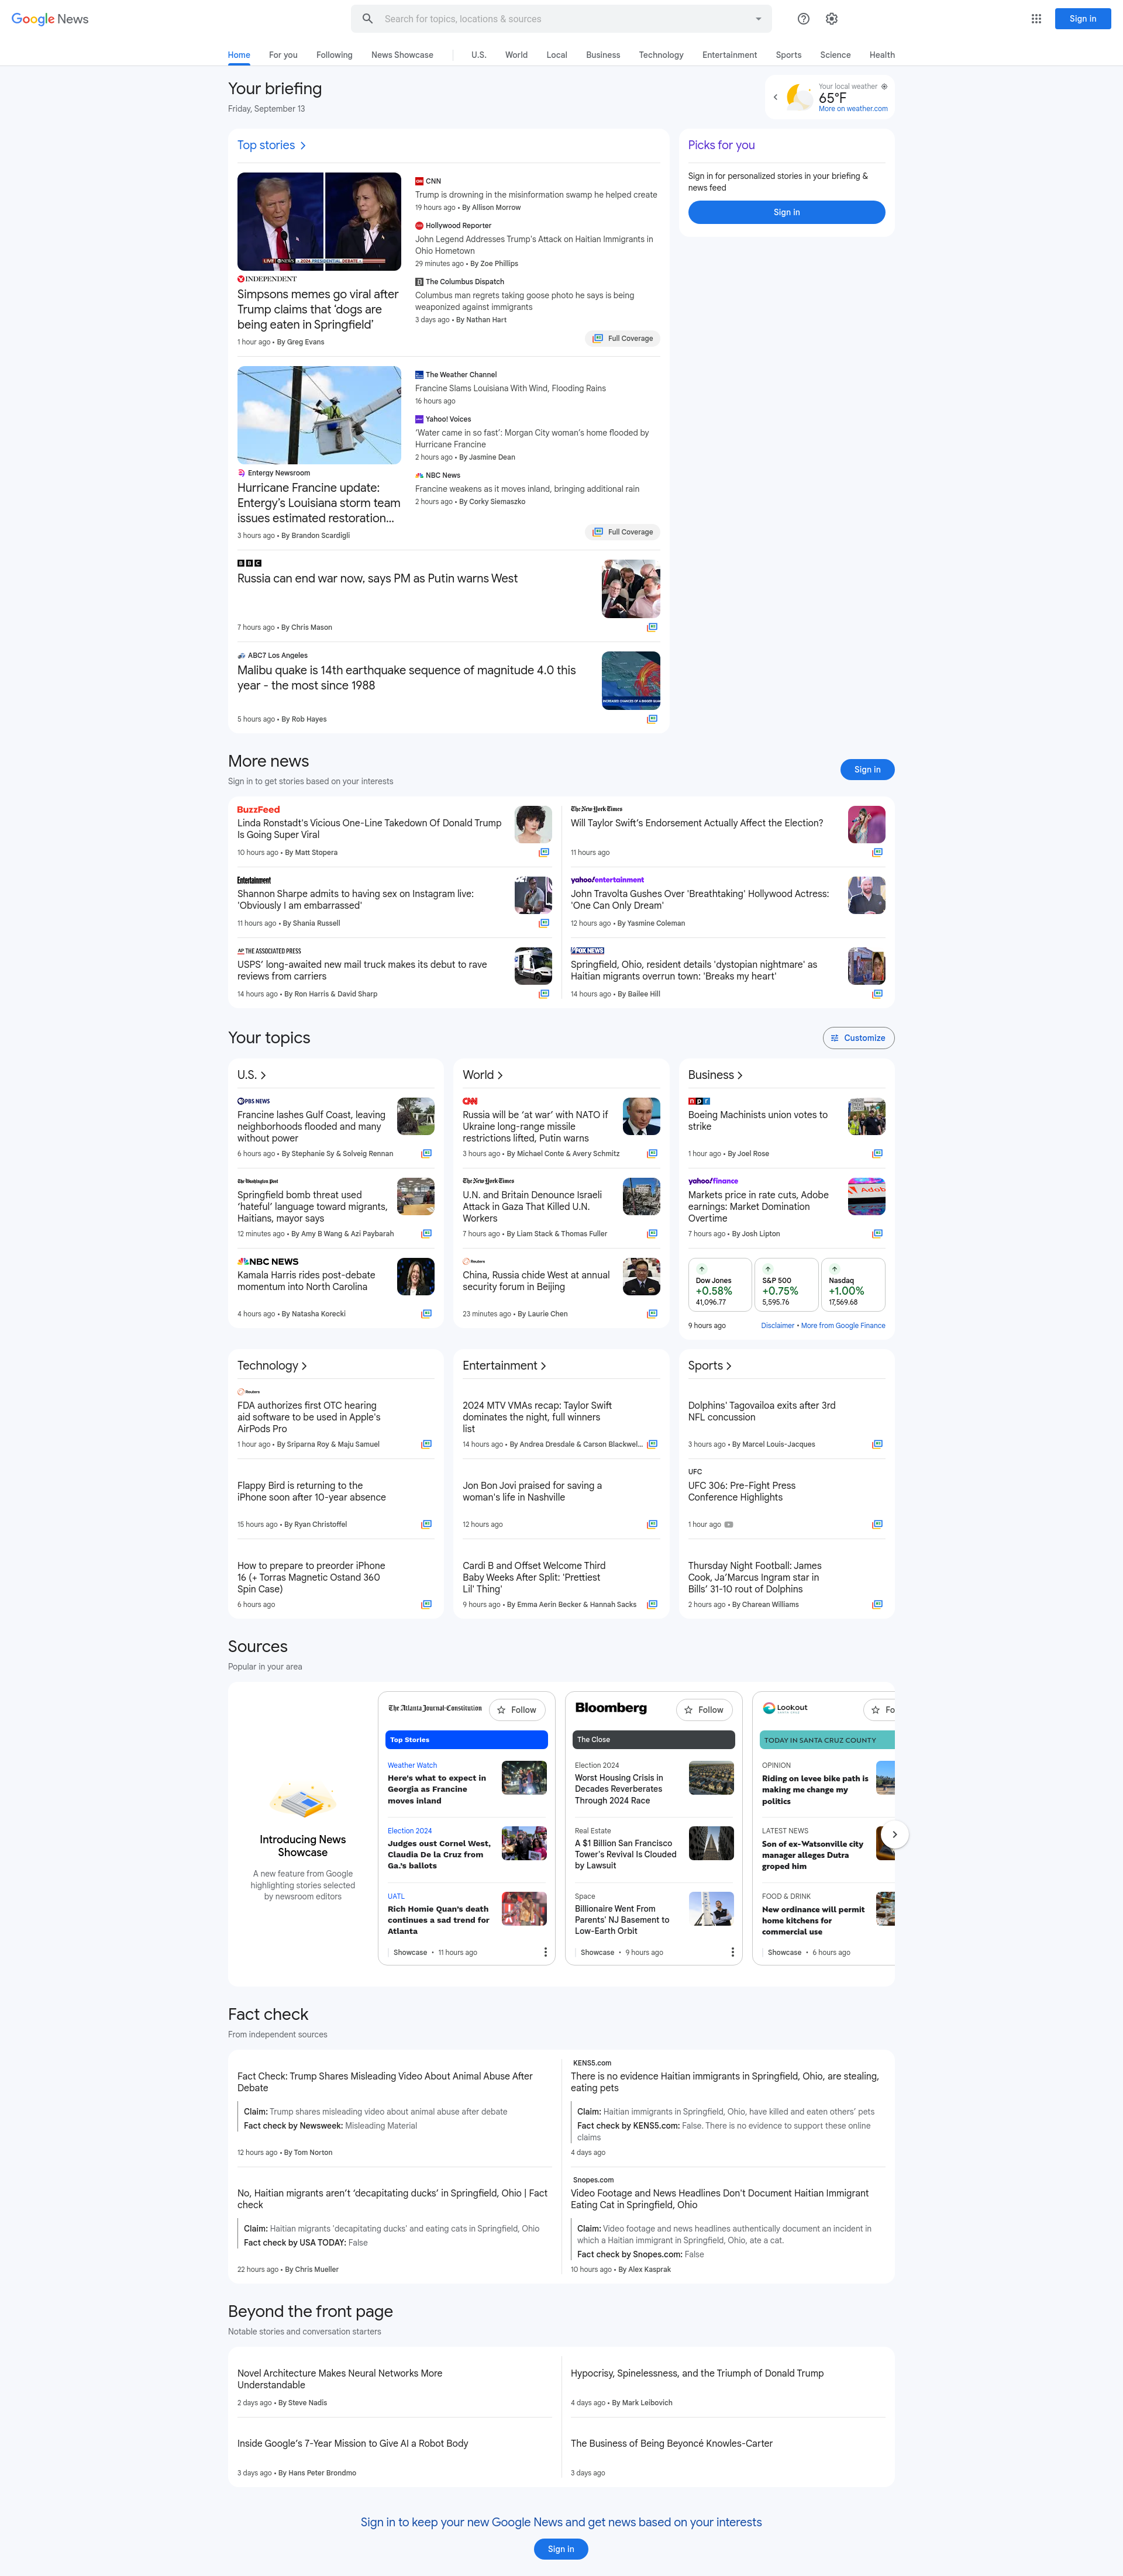 Google News
Search for topics, locations & sources
Sign in
Home For you Following News Showcase U.S. World Local Business Technology Entertainment Sports Science Health
Your briefing
Friday, September 13
Your local weather
65°F
More on weather.com
Top stories
LIVE NEWS 2024 PRESIDENTIAL DEBATE
INDEPENDENT
Simpsons memes go viral after
Trump claims that ‘dogs are
being eaten in Springfield’
1 hour ago • By Greg Evans
CNN
Trump is drowning in the misinformation swamp he helped create
19 hours ago • By Allison Morrow
Hollywood Reporter
John Legend Addresses Trump's Attack on Haitian Immigrants in
Ohio Hometown
29 minutes ago • By Zoe Phillips
The Columbus Dispatch
Columbus man regrets taking goose photo he says is being
weaponized against immigrants
3 days ago • By Nathan Hart
Full Coverage
Picks for you
Sign in for personalized stories in your briefing &
news feed
Sign in
Entergy Newsroom
Hurricane Francine update:
Entergy’s Louisiana storm team
issues estimated restoration...
3 hours ago • By Brandon Scardigli
The Weather Channel
Francine Slams Louisiana With Wind, Flooding Rains
16 hours ago
Yahoo! Voices
‘Water came in so fast’: Morgan City woman’s home flooded by
Hurricane Francine
2 hours ago • By Jasmine Dean
NBC News
Francine weakens as it moves inland, bringing additional rain
2 hours ago • By Corky Siemaszko
Full Coverage
BBC
Russia can end war now, says PM as Putin warns West
7 hours ago • By Chris Mason
ABC7 Los Angeles
Malibu quake is 14th earthquake sequence of magnitude 4.0 this
year - the most since 1988
5 hours ago • By Rob Hayes
More news
Sign in to get stories based on your interests
Sign in
BuzzFeed
Linda Ronstadt's Vicious One-Line Takedown Of Donald Trump
Is Going Super Viral
10 hours ago • By Matt Stopera
The New York Times
Will Taylor Swift’s Endorsement Actually Affect the Election?
11 hours ago
Entertainment
Shannon Sharpe admits to having sex on Instagram live:
'Obviously I am embarrassed'
11 hours ago • By Shania Russell
yahoo!entertainment
John Travolta Gushes Over 'Breathtaking' Hollywood Actress:
'One Can Only Dream'
12 hours ago • By Yasmine Coleman
AP THE ASSOCIATED PRESS
USPS’ long-awaited new mail truck makes its debut to rave
reviews from carriers
14 hours ago • By Ron Harris & David Sharp
FOX NEWS
Springfield, Ohio, resident details 'dystopian nightmare' as
Haitian migrants overrun town: 'Breaks my heart'
14 hours ago • By Bailee Hill
Your topics
Customize
U.S.
PBS NEWS
Francine lashes Gulf Coast, leaving
neighborhoods flooded and many
without power
6 hours ago • By Stephanie Sy & Solveig Rennan
The Washington Post
Springfield bomb threat used
‘hateful’ language toward migrants,
Haitians, mayor says
12 minutes ago • By Amy B Wang & Azi Paybarah
NBC NEWS
Kamala Harris rides post-debate
momentum into North Carolina
4 hours ago • By Natasha Korecki
World
CNN
Russia will be ‘at war’ with NATO if
Ukraine long-range missile
restrictions lifted, Putin warns
3 hours ago • By Michael Conte & Avery Schmitz
The New York Times
U.N. and Britain Denounce Israeli
Attack in Gaza That Killed U.N.
Workers
7 hours ago • By Liam Stack & Thomas Fuller
Reuters
China, Russia chide West at annual
security forum in Beijing
23 minutes ago • By Laurie Chen
Business
npr
Boeing Machinists union votes to
strike
1 hour ago • By Joel Rose
yahoo!finance
Markets price in rate cuts, Adobe
earnings: Market Domination
Overtime
7 hours ago • By Josh Lipton
Dow Jones
+0.58%
41,096.77
S&P 500
+0.75%
5,595.76
Nasdaq
+1.00%
17,569.68
9 hours ago
Disclaimer • More from Google Finance
Technology
Reuters
FDA authorizes first OTC hearing
aid software to be used in Apple's
AirPods Pro
1 hour ago • By Sriparna Roy & Maju Samuel
Flappy Bird is returning to the
iPhone soon after 10-year absence
15 hours ago • By Ryan Christoffel
How to prepare to preorder iPhone
16 (+ Torras Magnetic Ostand 360
Spin Case)
6 hours ago
Entertainment
2024 MTV VMAs recap: Taylor Swift
dominates the night, full winners
list
14 hours ago • By Andrea Dresdale & Carson Blackwel...
Jon Bon Jovi praised for saving a
woman's life in Nashville
12 hours ago
Cardi B and Offset Welcome Third
Baby Weeks After Split: 'Prettiest
Lil' Thing'
9 hours ago • By Emma Aerin Becker & Hannah Sacks
Sports
Dolphins' Tagovailoa exits after 3rd
NFL concussion
3 hours ago • By Marcel Louis-Jacques
UFC
UFC 306: Pre-Fight Press
Conference Highlights
1 hour ago
Thursday Night Football: James
Cook, Ja’Marcus Ingram star in
Bills’ 31-10 rout of Dolphins
2 hours ago • By Charean Williams
Sources
Popular in your area
Introducing News
Showcase
A new feature from Google
highlighting stories selected
by newsroom editors
The Atlanta Journal-Constitution
Follow
Top Stories
Weather Watch
Here's what to expect in
Georgia as Francine
moves inland
Election 2024
Judges oust Cornel West,
Claudia De la Cruz from
Ga.’s ballots
UATL
Rich Homie Quan’s death
continues a sad trend for
Atlanta
Showcase • 11 hours ago
Bloomberg
Follow
The Close
Election 2024
Worst Housing Crisis in
Decades Reverberates
Through 2024 Race
Real Estate
A $1 Billion San Francisco
Tower's Revival Is Clouded
by Lawsuit
Space
Billionaire Went From
Parents' NJ Basement to
Low-Earth Orbit
Showcase • 9 hours ago
Lookout
Fo
TODAY IN SANTA CRUZ COUNTY
OPINION
Riding on levee bike path is
making me change my
politics
LATEST NEWS
Son of ex-Watsonville city
manager alleges Dutra
groped him
FOOD & DRINK
New ordinance will permit
home kitchens for
commercial use
Showcase • 6 hours ago
Fact check
From independent sources
Fact Check: Trump Shares Misleading Video About Animal Abuse After
Debate
Claim: Trump shares misleading video about animal abuse after debate
Fact check by Newsweek: Misleading Material
12 hours ago • By Tom Norton
KENS5.com
There is no evidence Haitian immigrants in Springfield, Ohio, are stealing,
eating pets
Claim: Haitian immigrants in Springfield, Ohio, have killed and eaten others’ pets
Fact check by KENS5.com: False. There is no evidence to support these online
claims
4 days ago
No, Haitian migrants aren’t ‘decapitating ducks’ in Springfield, Ohio | Fact
check
Claim: Haitian migrants 'decapitating ducks' and eating cats in Springfield, Ohio
Fact check by USA TODAY: False
22 hours ago • By Chris Mueller
Snopes.com
Video Footage and News Headlines Don't Document Haitian Immigrant
Eating Cat in Springfield, Ohio
Claim: Video footage and news headlines authentically document an incident in
which a Haitian immigrant in Springfield, Ohio, ate a cat.
Fact check by Snopes.com: False
10 hours ago • By Alex Kasprak
Beyond the front page
Notable stories and conversation starters
Novel Architecture Makes Neural Networks More
Understandable
2 days ago • By Steve Nadis
Hypocrisy, Spinelessness, and the Triumph of Donald Trump
4 days ago • By Mark Leibovich
Inside Google’s 7-Year Mission to Give AI a Robot Body
3 days ago • By Hans Peter Brondmo
The Business of Being Beyoncé Knowles-Carter
3 days ago
Sign in to keep your new Google News and get news based on your interests
Sign in